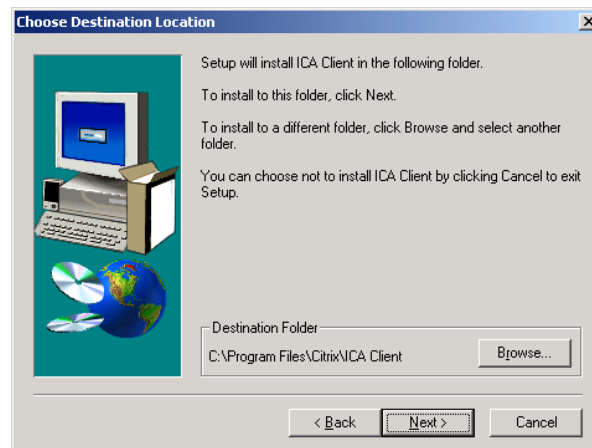 Choose Destination Location
Setup will install ICA Client in the following folder.
To install to this folder, click Next.
To install to a different folder, click Browse and select another
folder.
You can choose not to install ICA Client by clicking Cancel to exit
Setup.
Destination Folder
C:\Program Files\Citrix\ICA Client
Browse...
< Back
Next >
Cancel